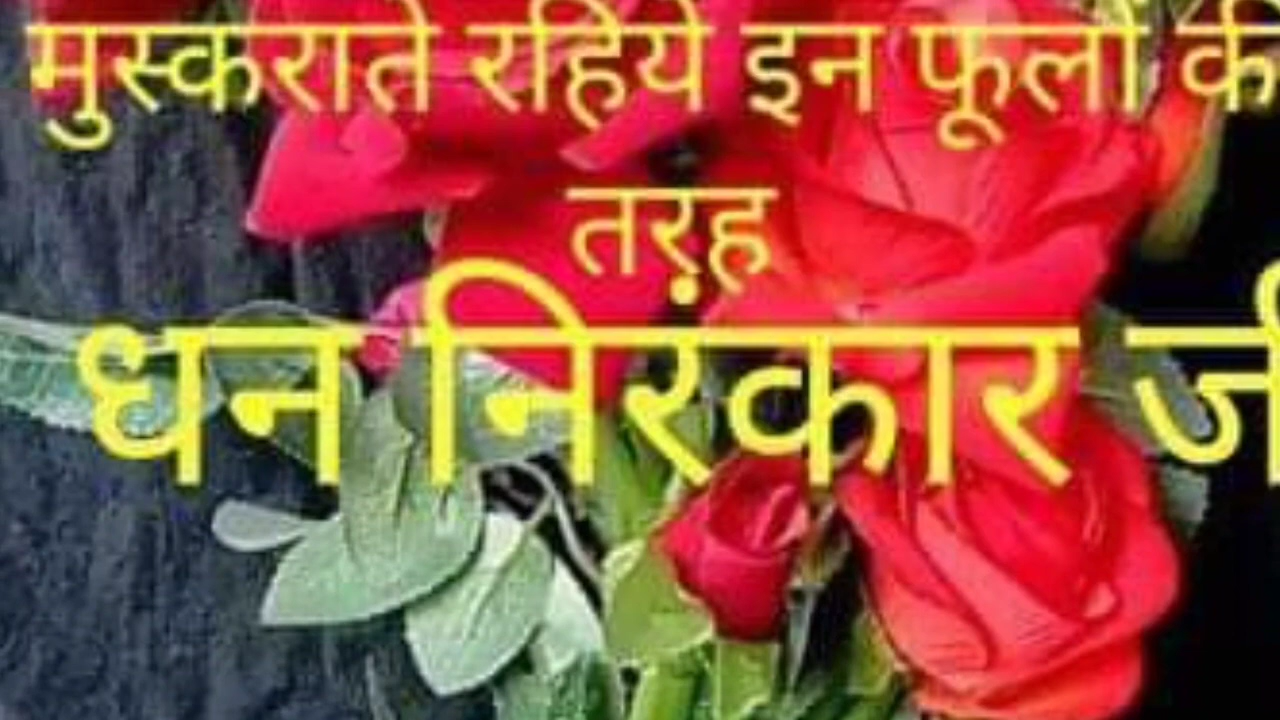 मुस्कराते रहिये इन फूलों की
तरह
धन निरंकार जी